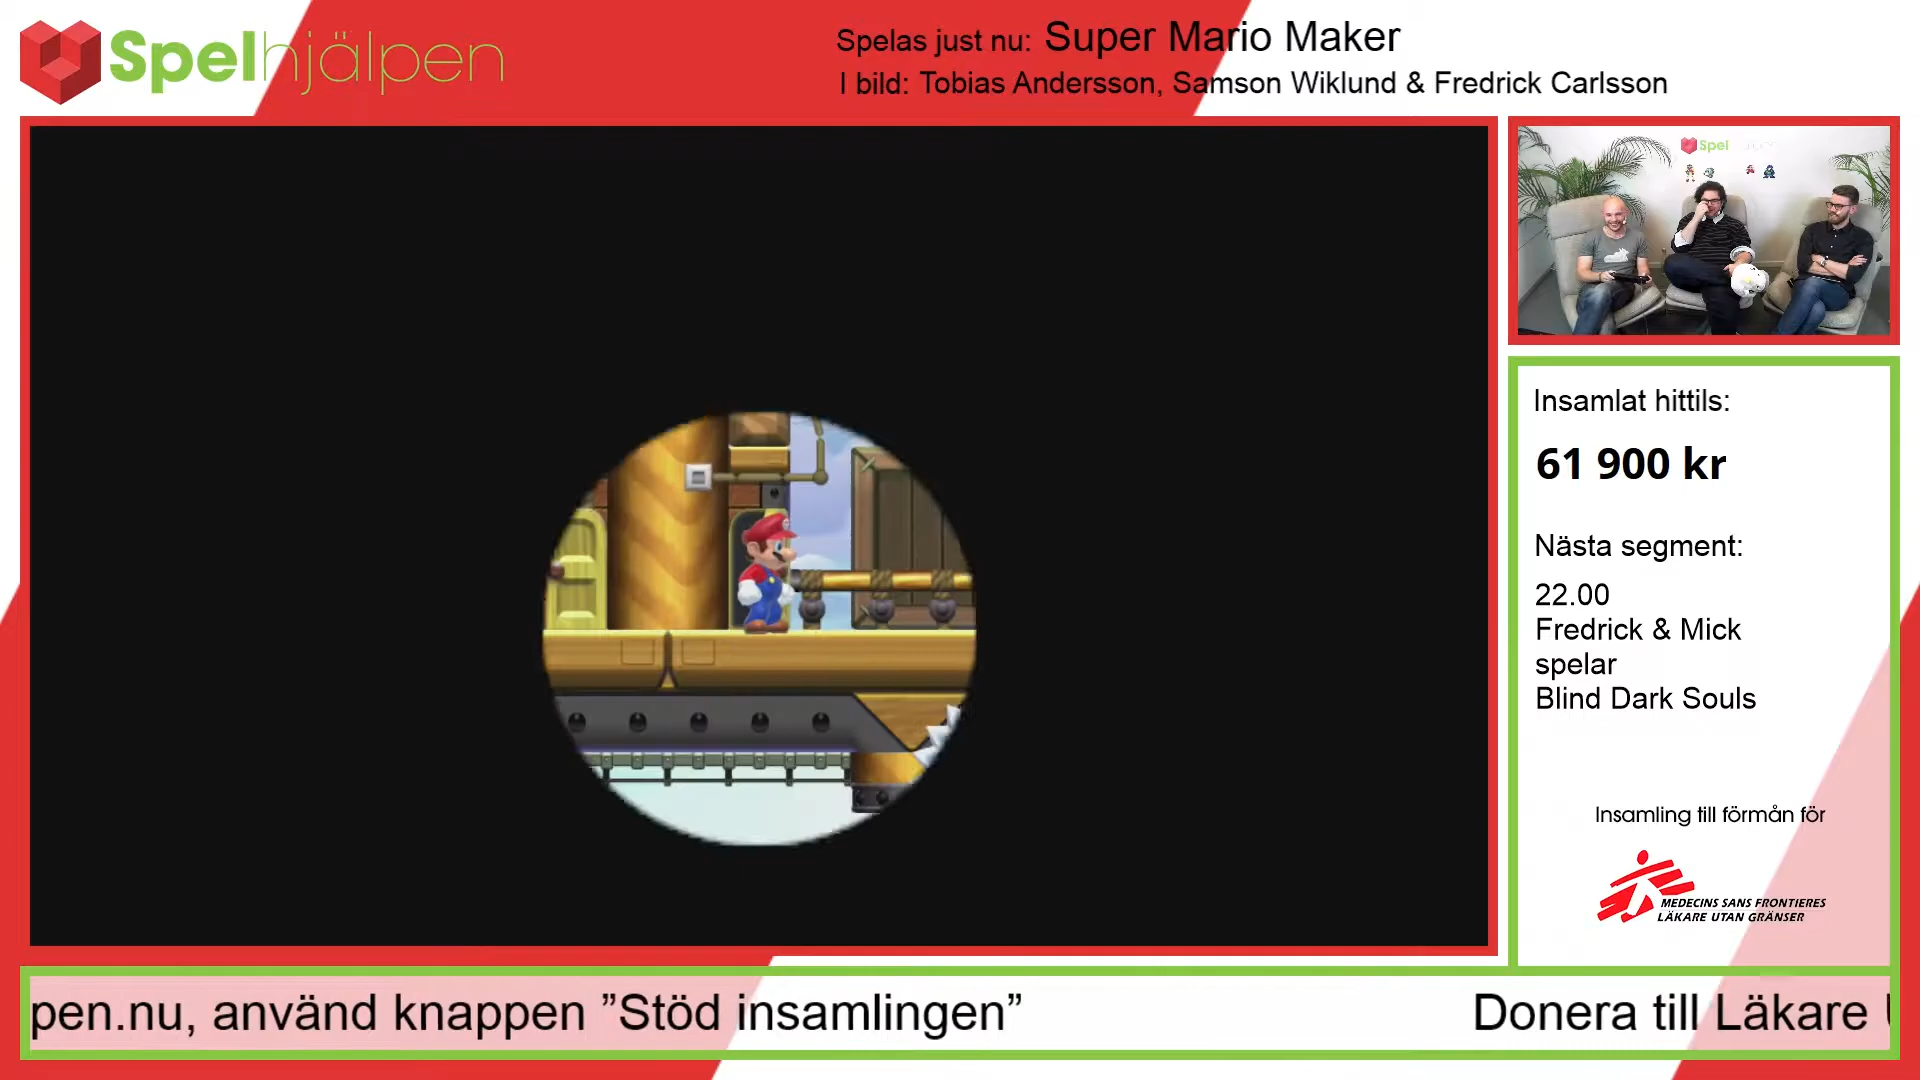 Spelhjälpen
Spelas just nu: Super Mario Maker
I bild: Tobias Andersson, Samson Wiklund & Fredrick Carlsson
Spel
Insamlat hittils:
61 900 kr
Nästa segment:
22.00
Fredrick & Mick
spelar
Blind Dark Souls
Insamling till förmån för
MEDECINS SANS FRONTIERES
LÄKARE UTAN GRÄNSER
pen.nu, använd knappen ”Stöd insamlingen”
Donera till Läkare